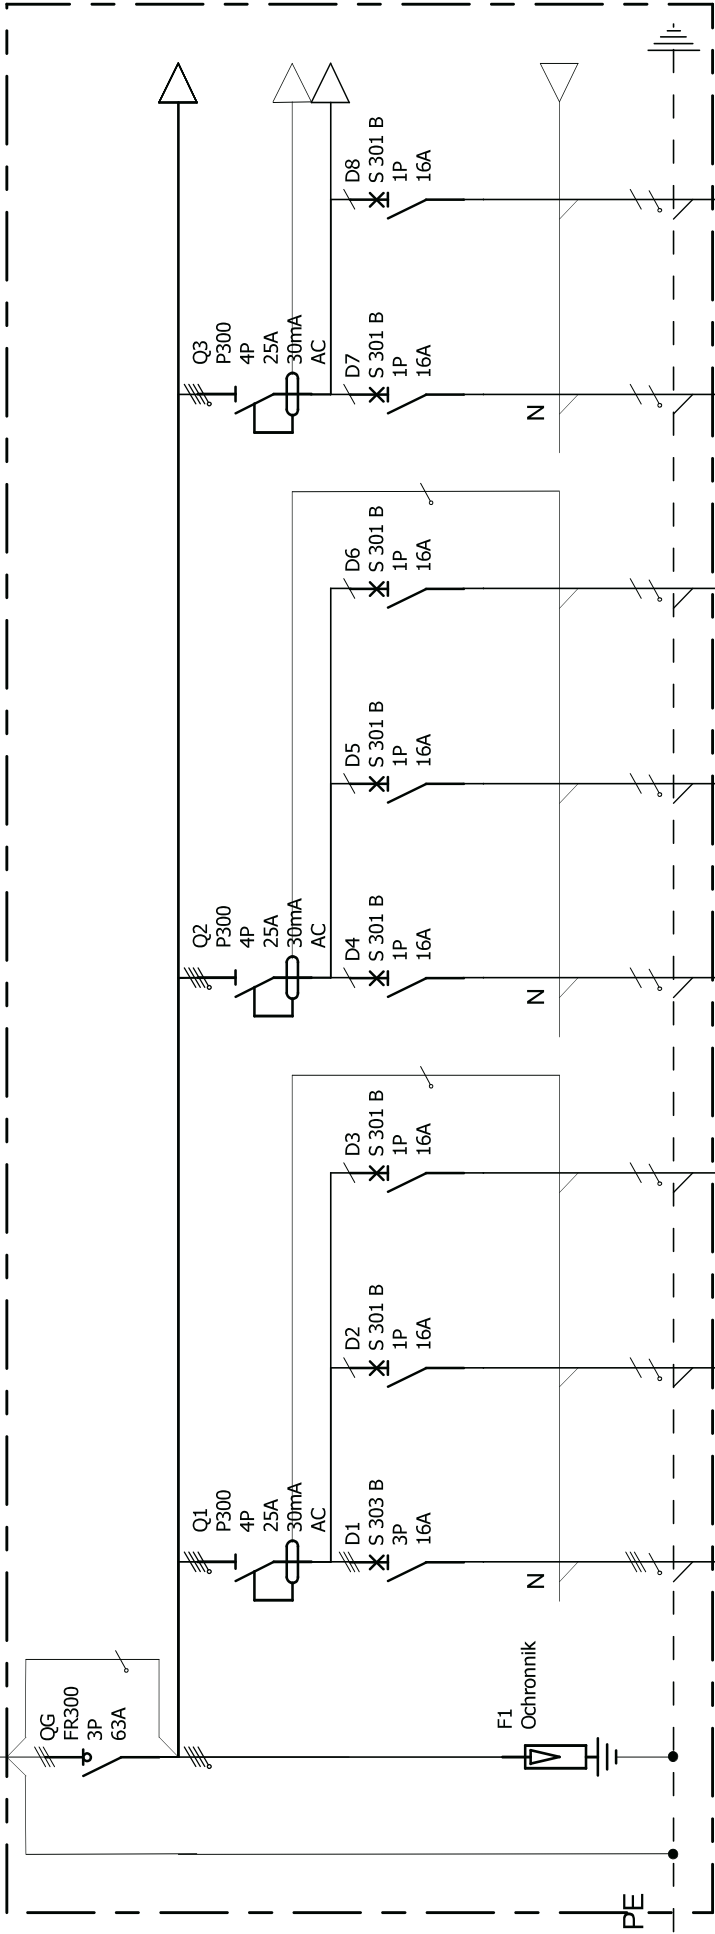 PE
QG
FR300
3P
63A
F1
Ochronnik
Q1
P300
4P
25A
30mA
AC
D1
S 303 B
3P
16A
N
D2
S 301 B
1P
16A
D3
S 301 B
1P
16A
Q2
P300
4P
25A
30mA
AC
D4
S 301 B
1P
16A
N
D5
S 301 B
1P
16A
D6
S 301 B
1P
16A
Q3
P300
4P
25A
30mA
AC
D7
S 301 B
1P
16A
N
D8
S 301 B
1P
16A